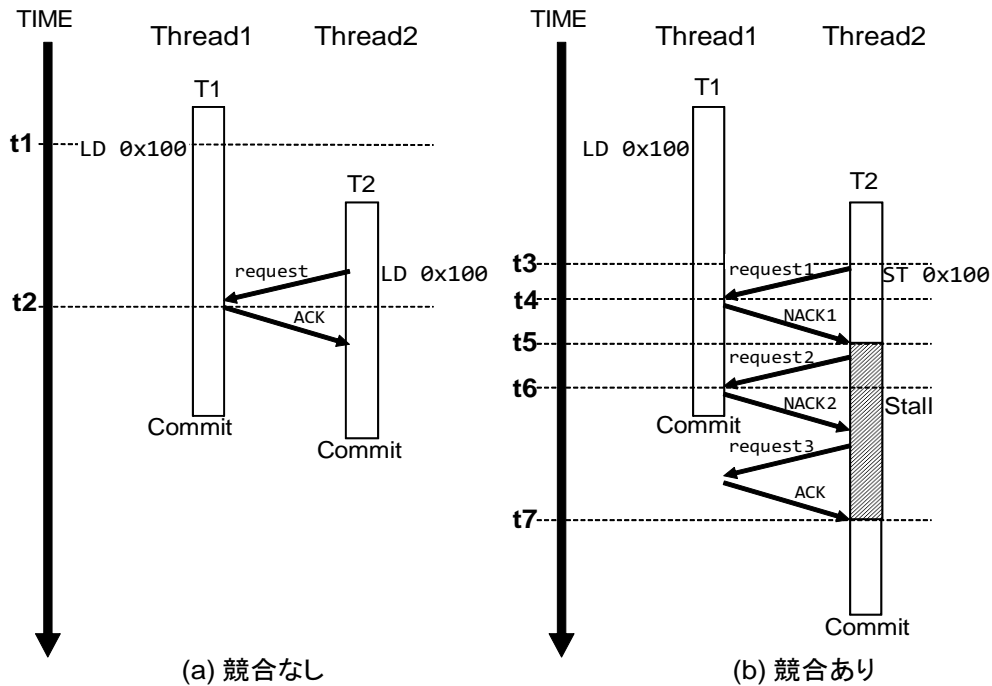 TIME
Thread1
Thread2
T1
t1
LD 0x100
T2
request
LD 0x100
t2
ACK
Commit
Commit
(a) 競合なし
TIME
Thread1
Thread2
T1
LD 0x100
T2
t3
request1
ST 0x100
t4
NACK1
t5
request2
t6
NACK2
Stall
Commit
request3
ACK
t7
Commit
(b) 競合あり